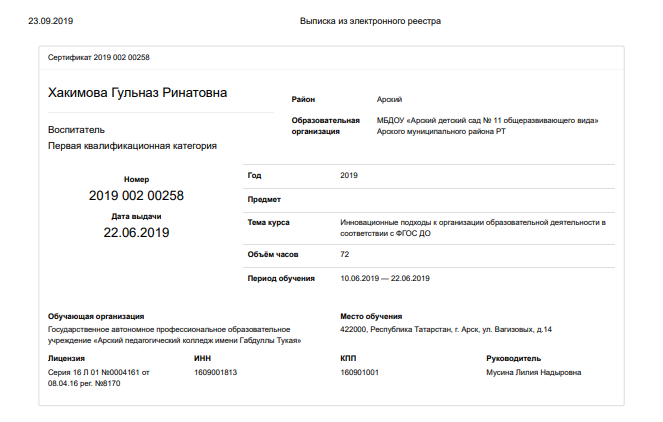 23.09.2019
Выписка из электронного реестра
Сертификат 2019 002 00258
Хакимова Гульназ Ринатовна
Воспитатель
Первая квалификационная категория
Район
Арский
Образовательная
организация
МБДОУ «Арский детский сад № 11 общеразвивающего вида»
Арского муниципального района РТ
Номер
2019 002 00258
Дата выдачи
22.06.2019
Год
2019
Предмет
Тема курса
Инновационные подходы к организации образовательной деятельности в
соответствии с ФГОС ДО
Объём часов
72
Период обучения
10.06.2019 — 22.06.2019
Обучающая организация
Государственное автономное профессиональное образовательное
учреждение «Арский педагогический колледж имени Габдуллы Тукая»
Место обучения
422000, Республика Татарстан, г. Арск, ул. Вагизовых, д.14
Лицензия
Серия 16 Л 01 №0004161 от
08.04.16 рег. №8170
ИНН
1609001813
КПП
160901001
Руководитель
Мусина Лилия Надыровна